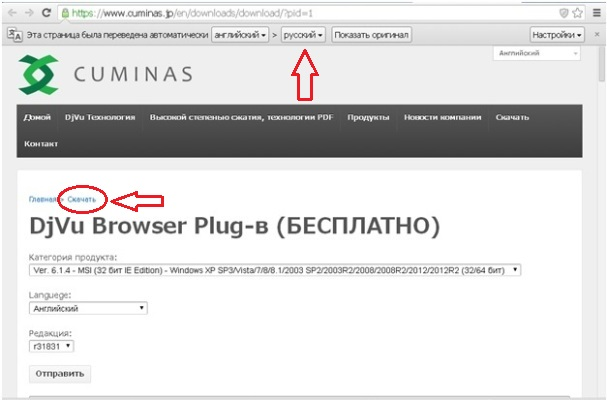 https://www.cuminas.jp/en/downloads/download/?pid=1
Эта страница была переведена автоматически английский > русский Показать оригинал Настройки
Английский
CUMINAS
Домой DjVu Технология Высокой степенью сжатия, технологии PDF Продукты Новости компании Скачать
Контакт
Главная » Скачать
DjVu Browser Plug-в (БЕСПЛАТНО)
Категория продукта:
Ver. 6.1.4 - MSI (32 бит IE Edition) - Windows XP SP3/Vista/7/8/8.1/2003 SP2/2003R2/2008/2008R2/2012/2012R2 (32/64 бит)
Languege:
Английский
Редакция:
r31831
Отправить